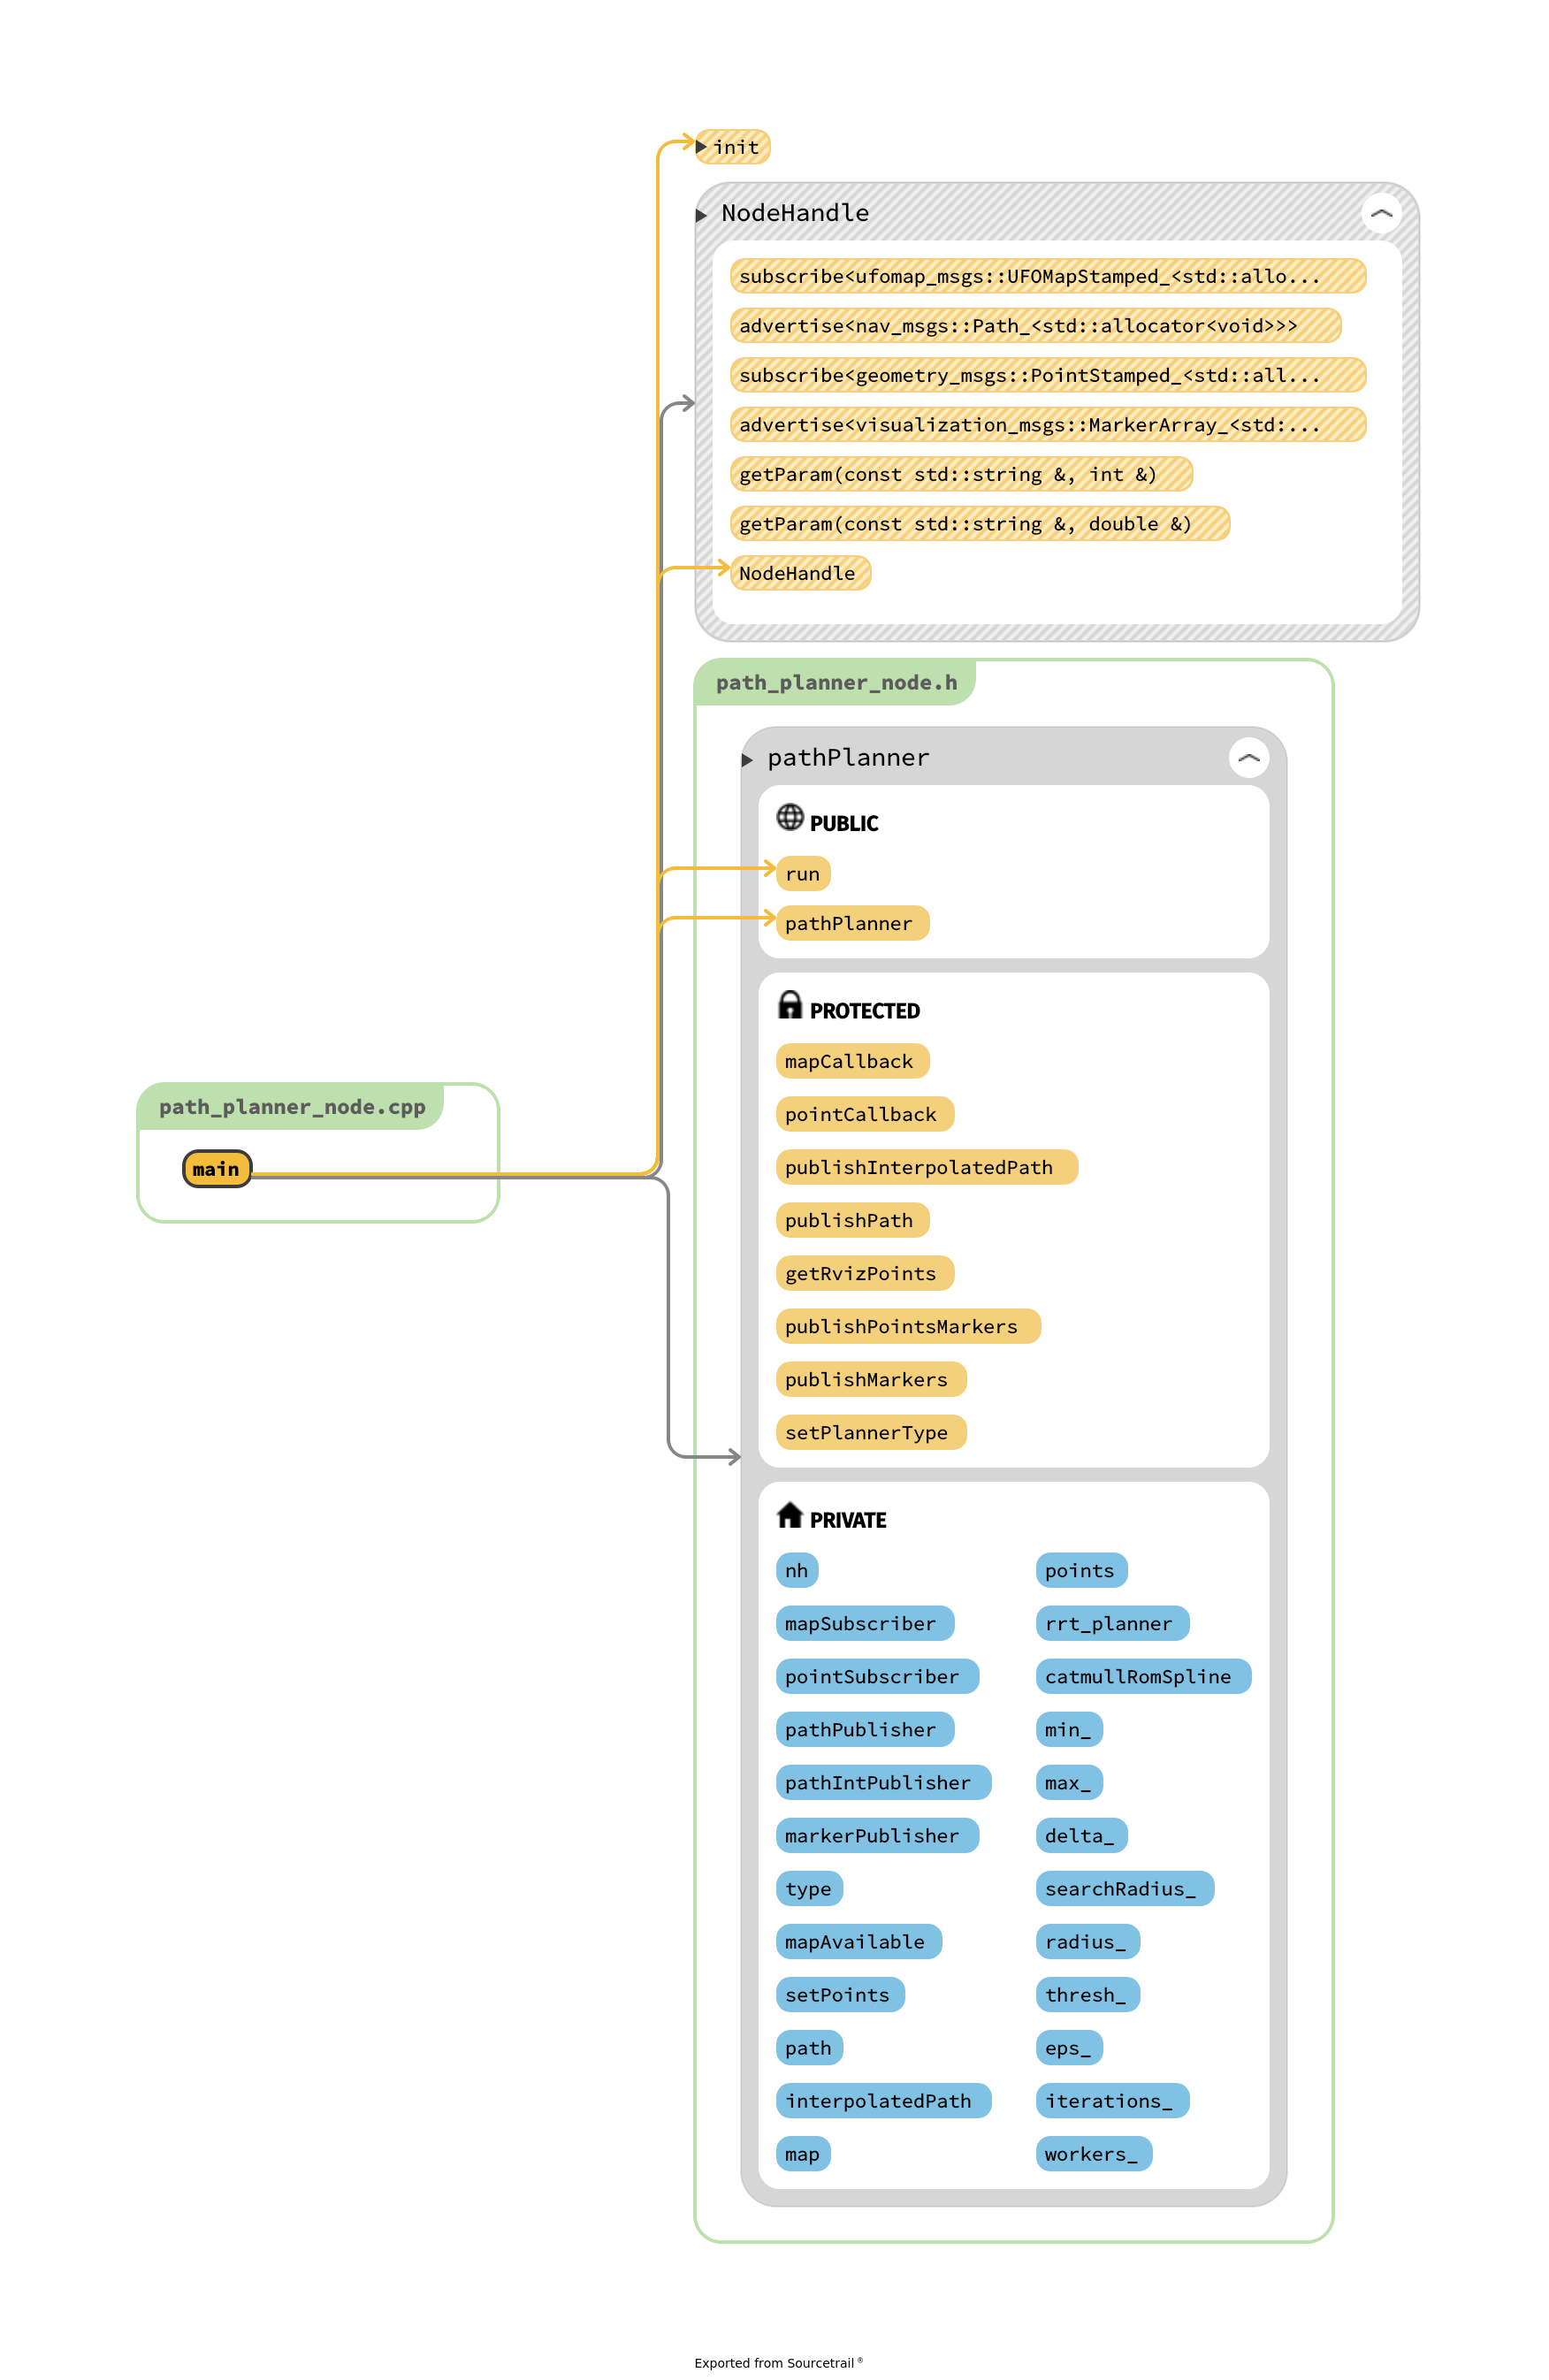 init
NodeHandle
subscribe<ufomap_msgs::UFOMapStamped_<std::allo...
advertise<nav_msgs::Path_<std::allocator<void>>>
subscribe<geometry_msgs::PointStamped_<std::all...
advertise<visualization_msgs::MarkerArray_<std:...
getParam(const std::string &, int &)
getParam(const std::string &, double &)
NodeHandle
path_planner_node.h
pathPlanner
PUBLIC
run
pathPlanner
PROTECTED
mapCallback
pointCallback
publishInterpolatedPath
publishPath
getRvizPoints
publishPointsMarkers
publishMarkers
setPlannerType
path_planner_node.cpp
main
PRIVATE
nh points
mapSubscriber rrt_planner
pointSubscriber catmullRomSpline
pathPublisher min_
pathIntPublisher max_
markerPublisher delta_
type searchRadius_
mapAvailable radius_
setPoints thresh_
path eps_
interpolatedPath iterations_
map workers_
Exported from Sourcetrail ®